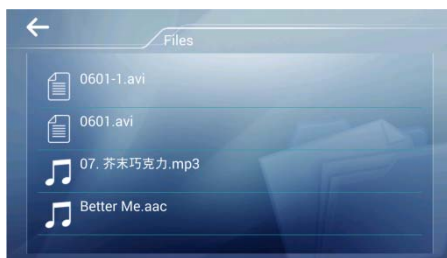 Files
0601-1.avi
0601.avi
07. 芥末巧克力.mp3
Better Me.aac